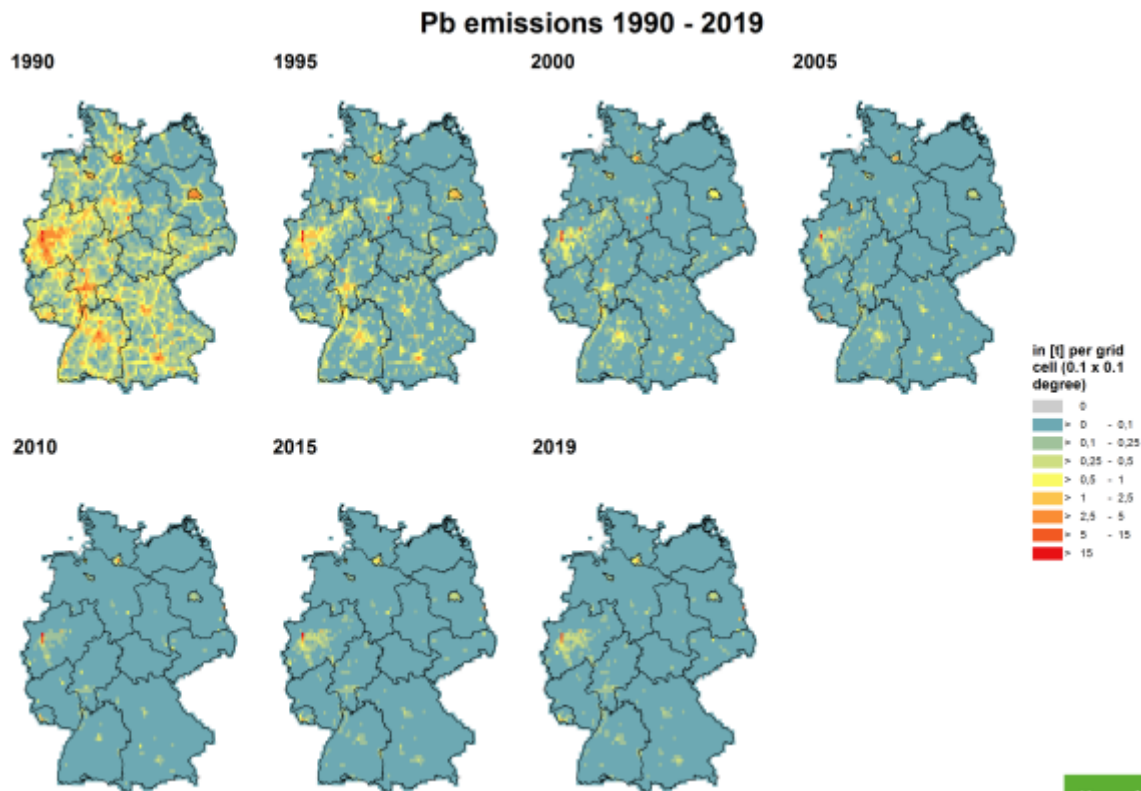 Pb emissions 1990 - 2019
1990
1995
2000
2005
in [t] per grid
cell (0.1 x 0.1
degree)
0
> 0 - 0,1
> 0,1 - 0,25
> 0,25 - 0,5
> 0,5 - 1
> 1 - 2,5
> 2,5 - 5
> 5 - 15
> 15
2010
2015
2019